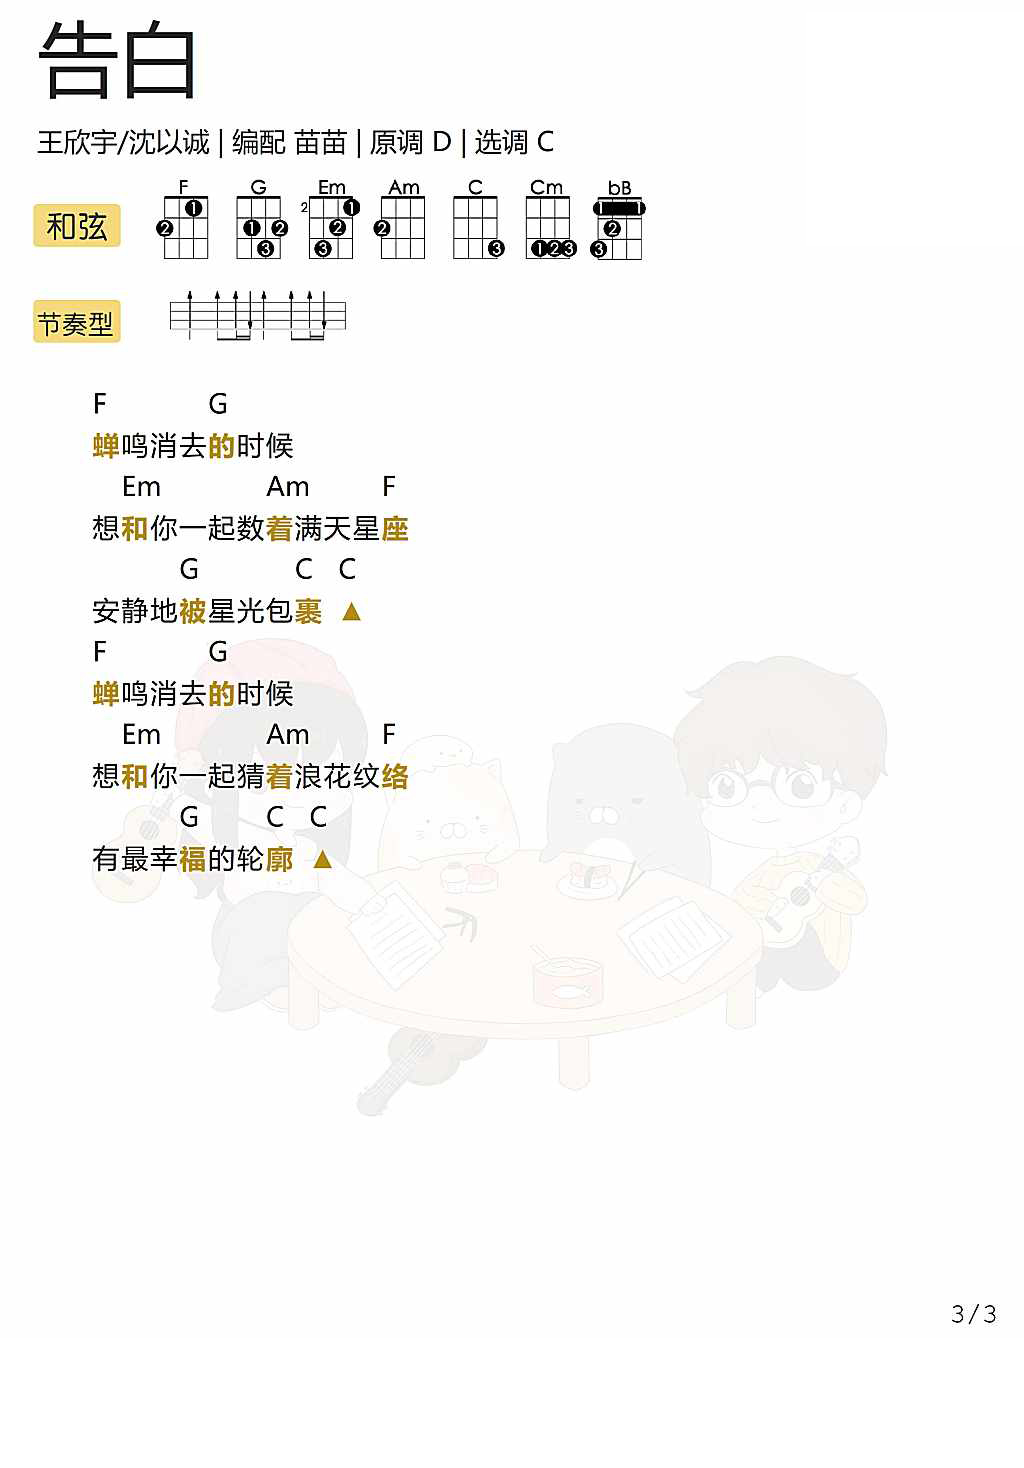 告白
王欣宇/沈以诚 | 编配 苗苗 | 原调 D | 选调 C
和弦 F G Em Am C Cm bB
2
节奏型
F G
蝉鸣消去的时候
Em Am F
想和你一起数着满天星座
G C C
安静地被星光包裹 ▲
F G
蝉鸣消去的时候
Em Am F
想和你一起猜着浪花纹络
G C C
有最幸福的轮廓 ▲
3/3